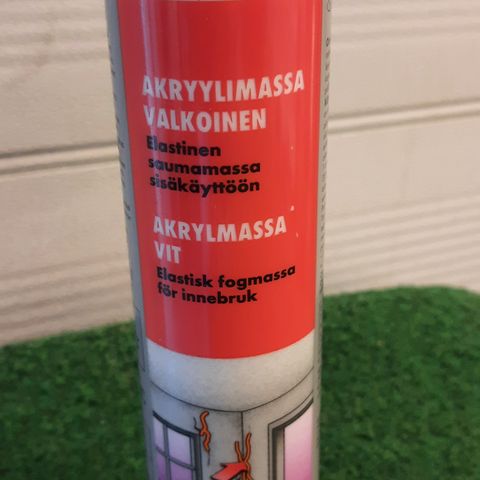 AKRYYLIMASSA
VALKOINEN
Elastinen
saumamassa
sisäkäyttöön
AKRYLMASSA
VIT
Elastisk fogmassa
för innebruk